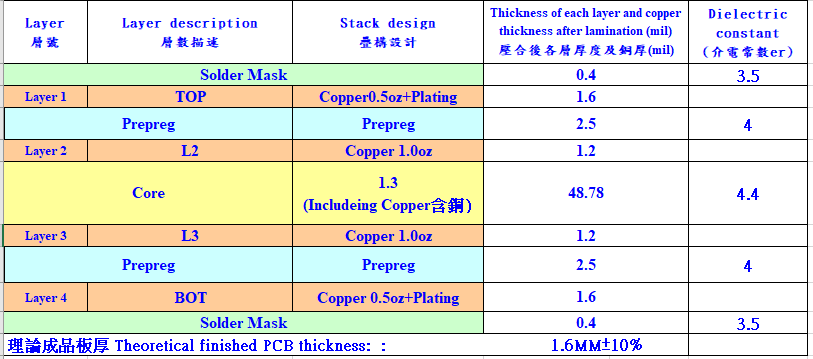 Layer
層號
Layer description
層數描述
Stack design
疊構設計
Thickness of each layer and copper
thickness after lamination (mil)
壓合後各層厚度及銅厚(mil)
Dielectric
constant
(介電常數er)
Solder Mask 0.4 3.5
Layer 1 TOP Copper0.5oz+Plating 1.6
Prepreg Prepreg 2.5 4
Layer 2 L2 Copper 1.0oz 1.2
Core 1.3
(Includeing Copper含銅) 48.78 4.4
Layer 3 L3 Copper 1.0oz 1.2
Prepreg Prepreg 2.5 4
Layer 4 BOT Copper 0.5oz+Plating 1.6
Solder Mask 0.4 3.5
理論成品板厚 Theoretical finished PCB thickness: : 1.6MM±10%